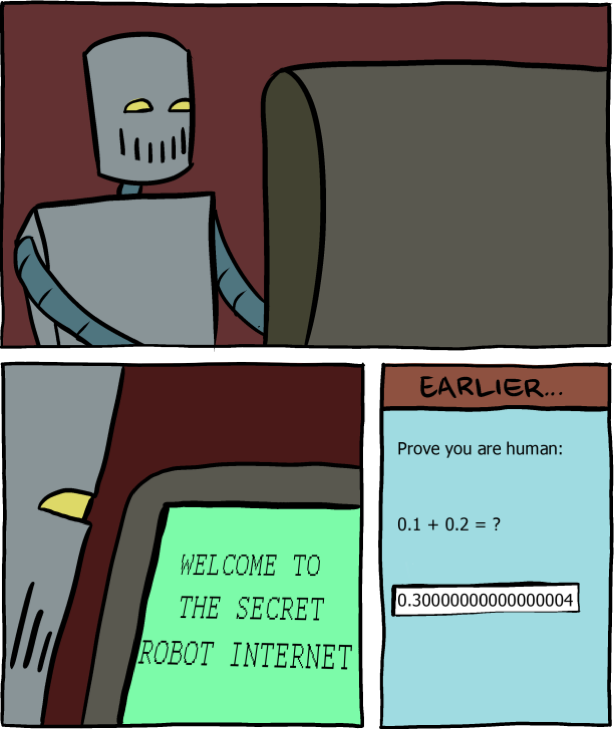 WELCOME TO
THE SECRET
ROBOT INTERNET
EARLIER...
Prove you are human:
0.1 + 0.2 = ?
0.30000000000000004